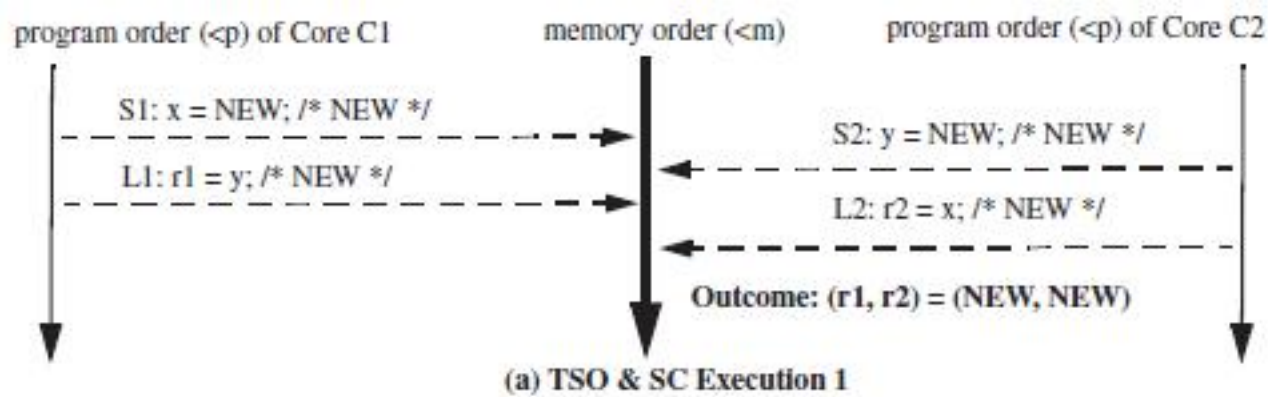 program order (<p) of Core C1 memory order (<m) program order (<p) of Core C2
S1: x = NEW; /* NEW */
S2: y = NEW; /* NEW */
L1: r1 = y; /* NEW */
L2: r2 = x; /* NEW */
Outcome: (r1, r2) = (NEW, NEW)
(a) TSO & SC Execution 1